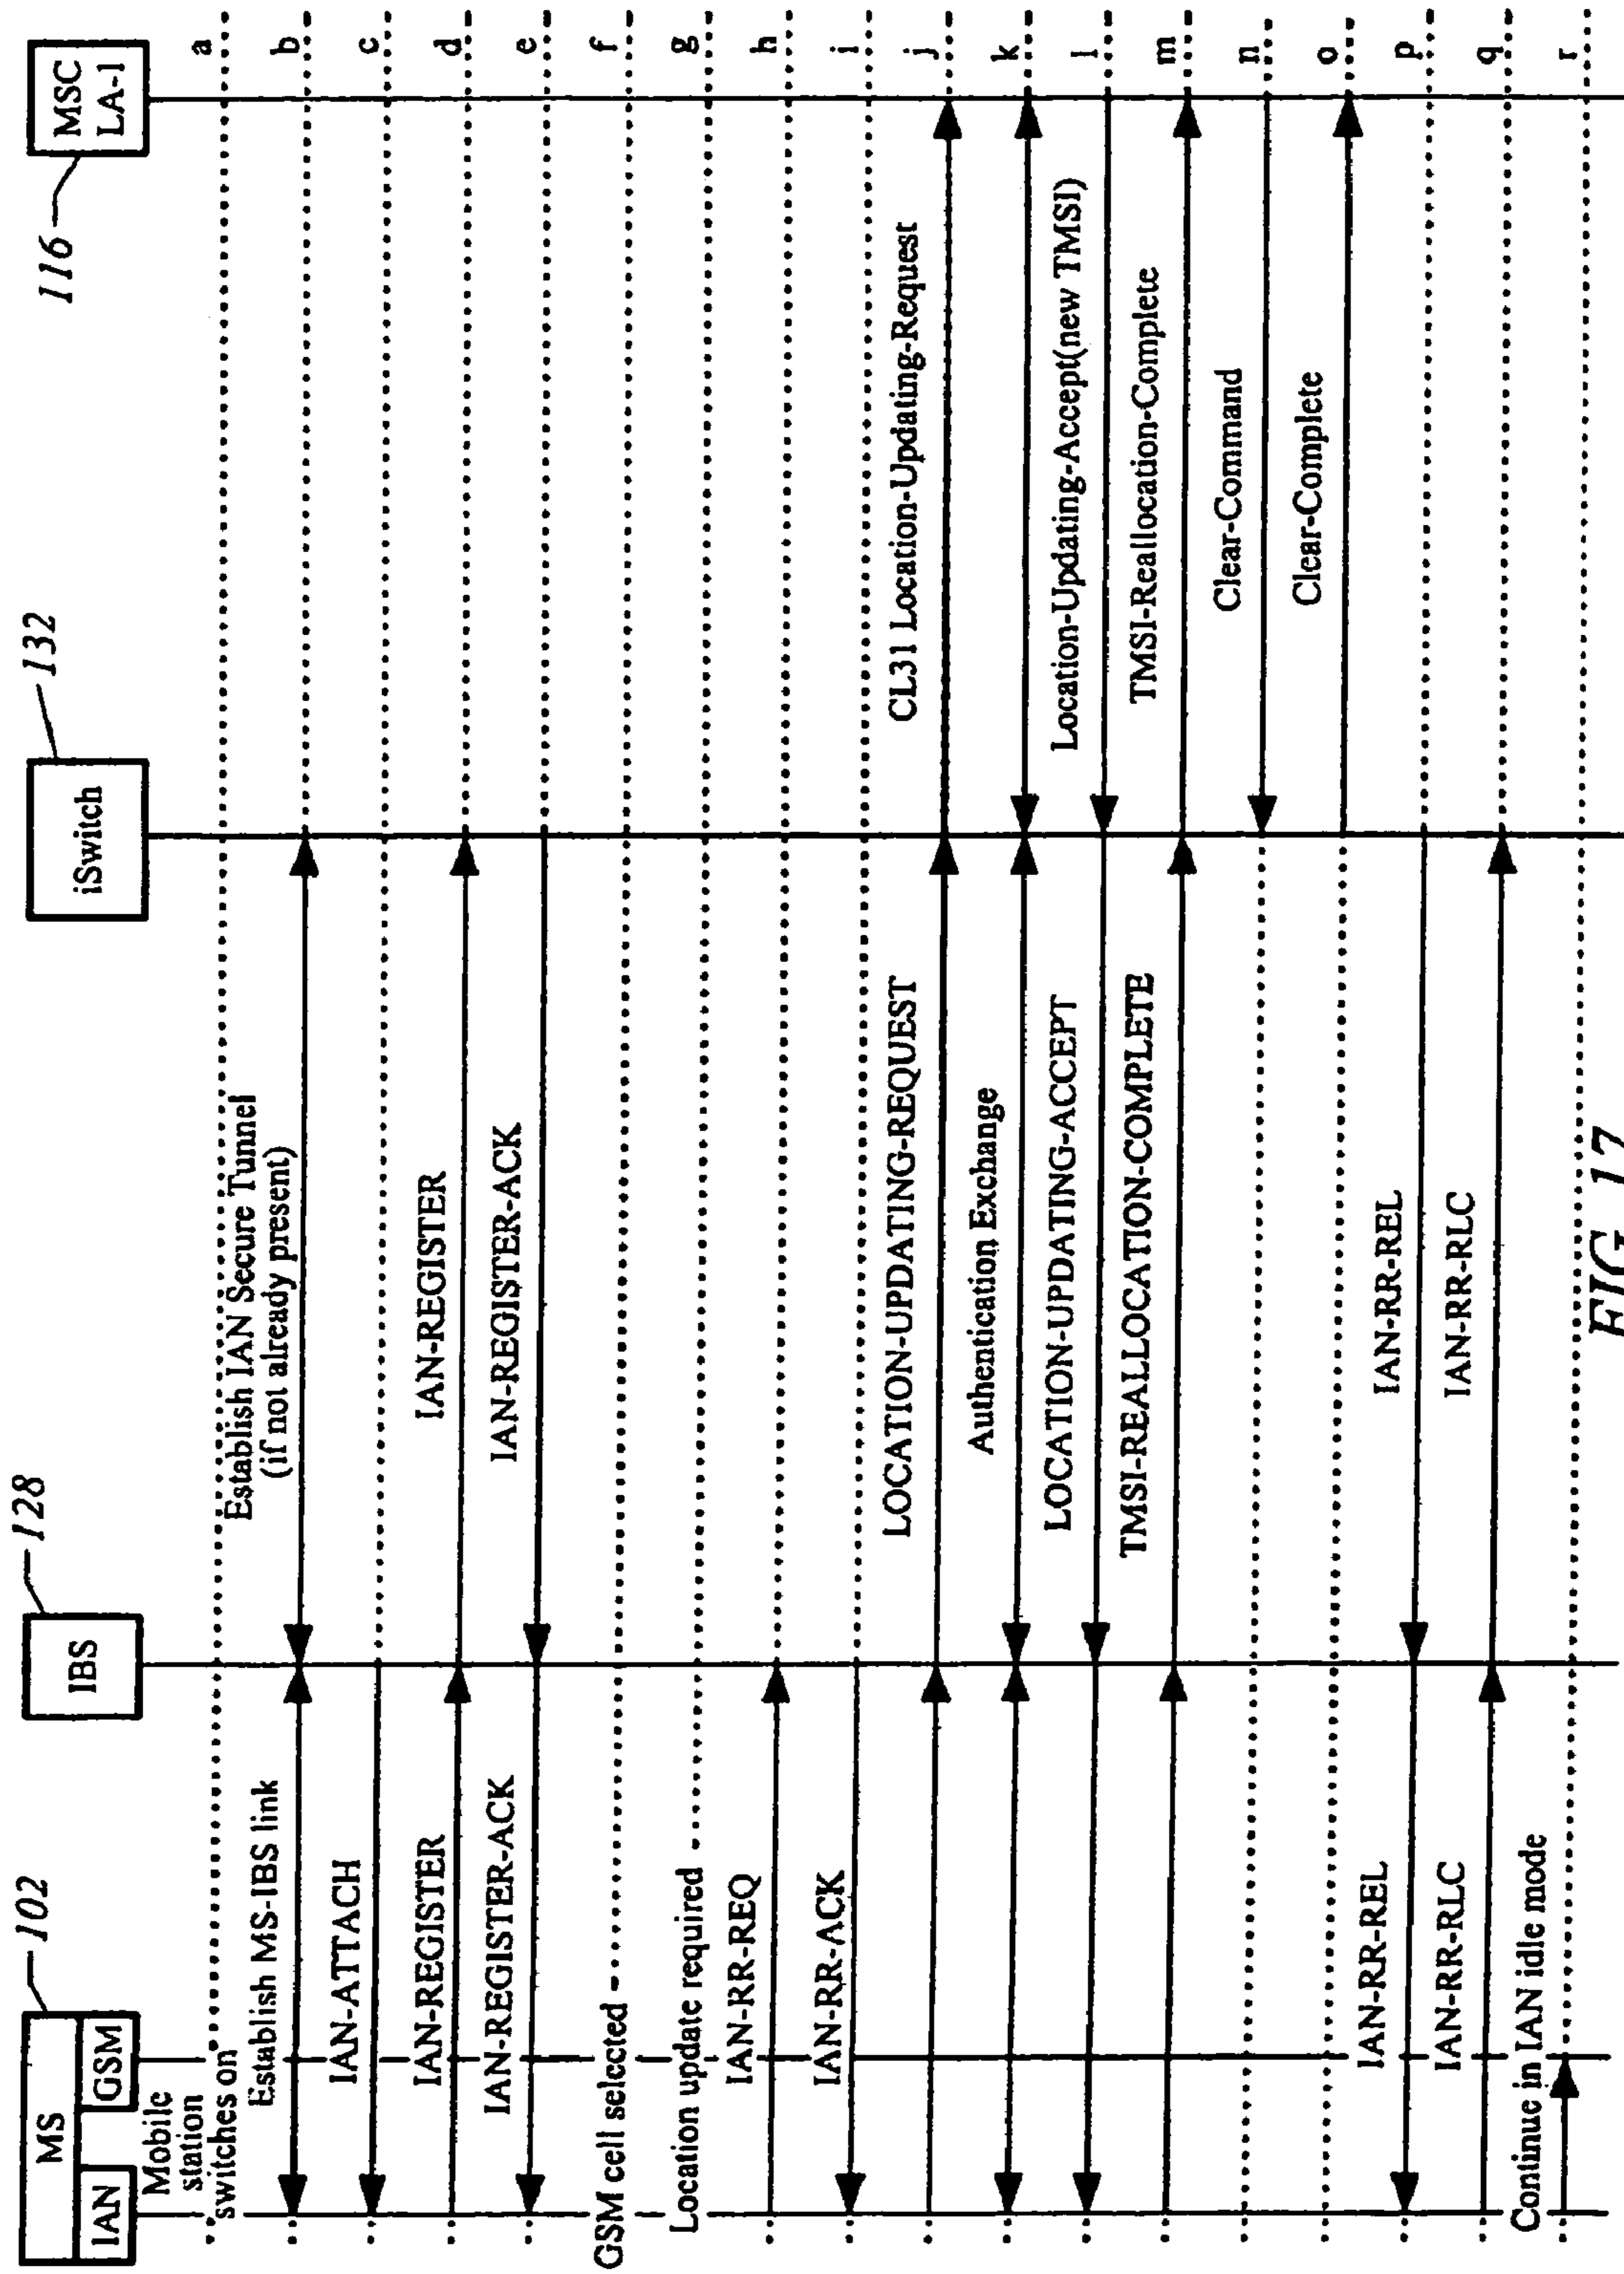 102
128
132
116
MS
IAN
GSM
IBS
iSwitch
MSC
LA-1
Mobile
station
switches on
a
Establish MS-IBS link
Establish IAN Secure Tunnel
(if not already present)
b
IAN-ATTACH
c
IAN-REGISTER
IAN-REGISTER
d
IAN-REGISTER-ACK
IAN-REGISTER-ACK
e
GSM cell selected
f
Location update required
g
IAN-RR-REQ
h
IAN-RR-ACK
i
LOCATION-UPDATING-REQUEST
CL31 Location-Updating-Request
j
Authentication Exchange
k
LOCATION-UPDATING-ACCEPT
Location-Updating-Accept(new TMSI)
l
TMSI-REALLOCATION-COMPLETE
TMSI-Reallocation-Complete
m
Clear-Command
n
Clear-Complete
o
IAN-RR-REL
IAN-RR-REL
p
IAN-RR-RLC
IAN-RR-RLC
q
Continue in IAN idle mode
r
FIG. 17